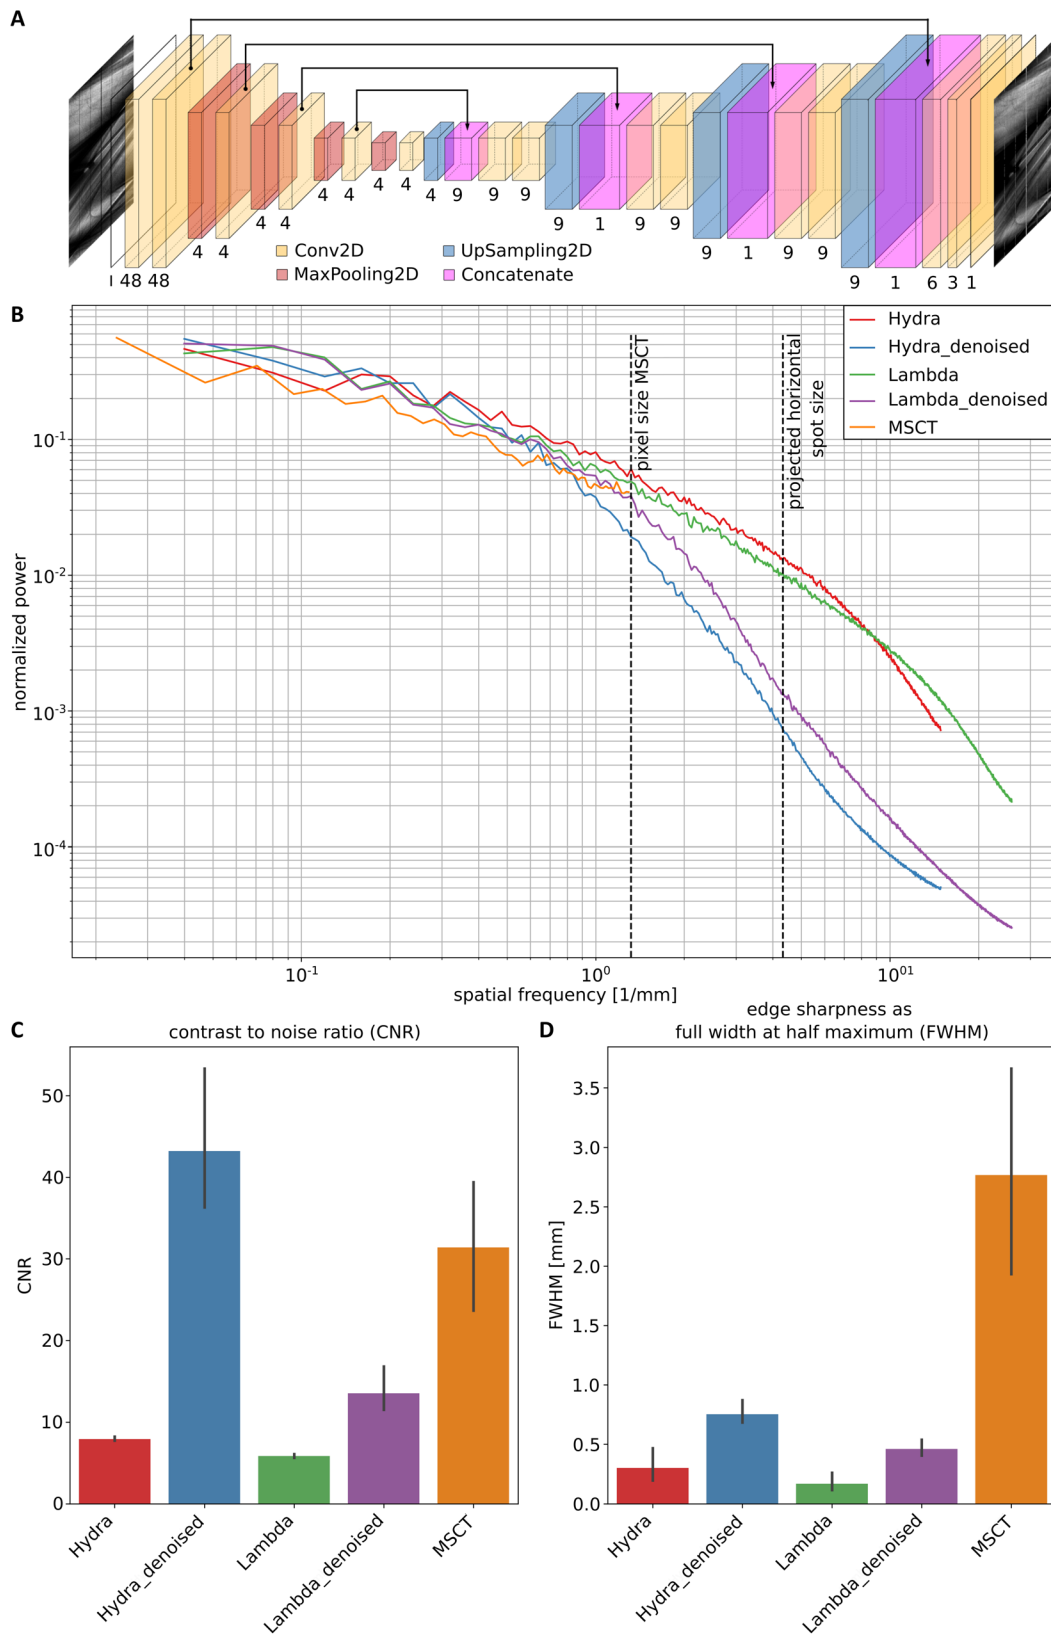 A
I 48 48 4 4 4 4 4 4 4 4 4 9 9 9 9 1 9 9 9 1 9 9 9 1 6 3 1
Conv2D
UpSampling2D
MaxPooling2D
Concatenate
B
Hydra
Hydra_denoised
Lambda
Lambda_denoised
MSCT
pixel size MSCT
projected horizontal
spot size
normalized power
10-1
10-2
10-3
10-4
10-1
100
1001
spatial frequency [1/mm]
C
contrast to noise ratio (CNR)
CNR
50
40
30
20
10
0
Hydra
Hydra_denoised
Lambda
Lambda_denoised
MSCT
D
edge sharpness as
full width at half maximum (FWHM)
FWHM [mm]
3.5
3.0
2.5
2.0
1.5
1.0
0.5
0.0
Hydra
Hydra_denoised
Lambda
Lambda_denoised
MSCT